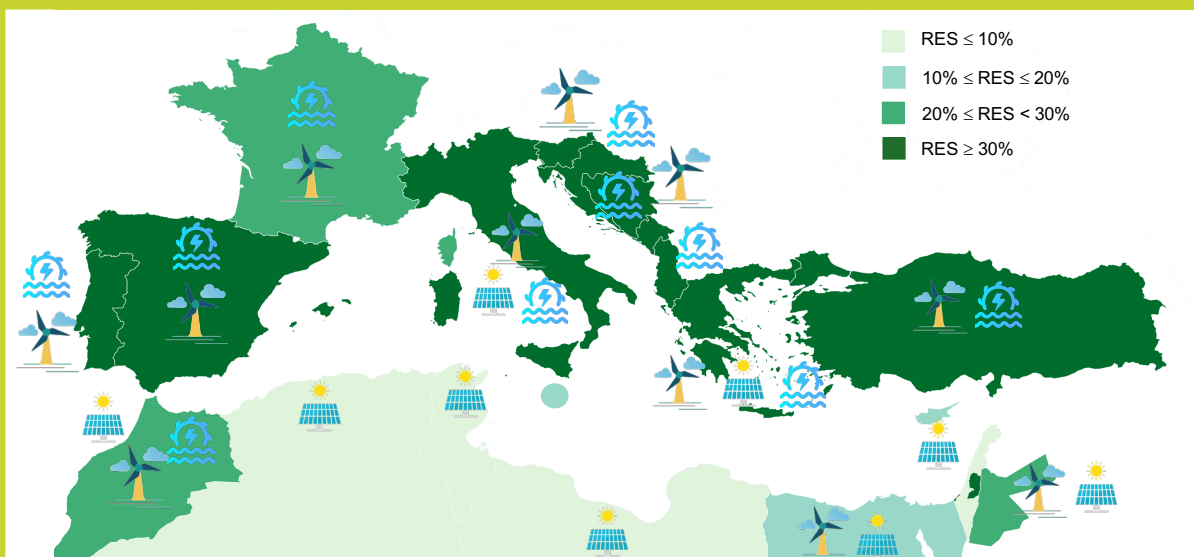 RES ≤ 10%
10% ≤ RES ≤ 20%
20% ≤ RES < 30%
RES ≥ 30%